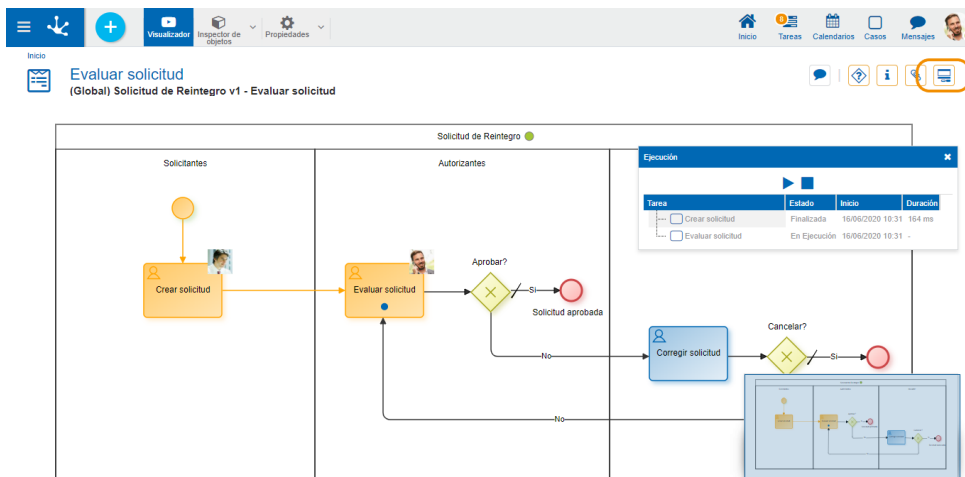 Visualizador
Inspector de
objetos
Propiedades
Inicio
0
Tareas
Calendarios
Casos
Mensajes
Inicio
Evaluar solicitud
(Global) Solicitud de Reintegro v1 - Evaluar solicitud
Solicitud de Reintegro
Solicitantes
Autorizantes
Ejecución
Tarea Estado Inicio Duración
Crear solicitud Finalizada 16/06/2020 10:31 164 ms
Evaluar solicitud En Ejecución 16/06/2020 10:31 -
Crear solicitud
Evaluar solicitud
Aprobar?
Si
Solicitud aprobada
No
Corregir solicitud
Cancelar?
Si
No